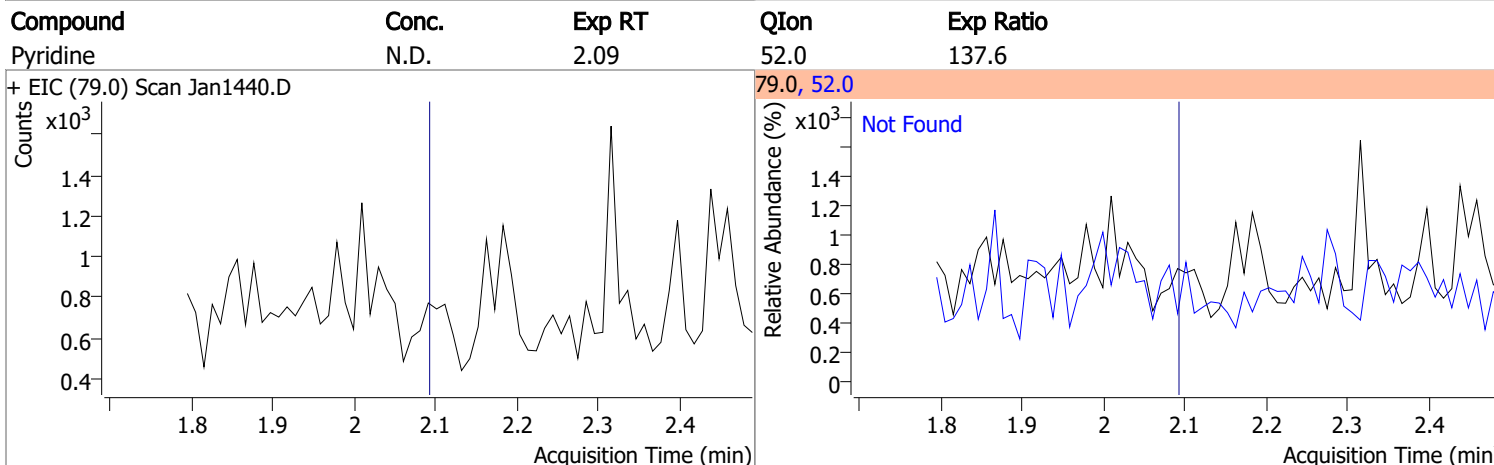 Compound Conc. Exp RT QIon Exp Ratio
Pyridine N.D. 2.09 52.0 137.6
+ EIC (79.0) Scan Jan1440.D
Counts
x10³
1.4
1.2
1
0.8
0.6
0.4
1.8 1.9 2 2.1 2.2 2.3 2.4
Acquisition Time (min)
79.0, 52.0
Relative Abundance (%)
x10³
Not Found
1.4
1.2
1
0.8
0.6
0.4
0.2
0
1.8 1.9 2 2.1 2.2 2.3 2.4
Acquisition Time (min